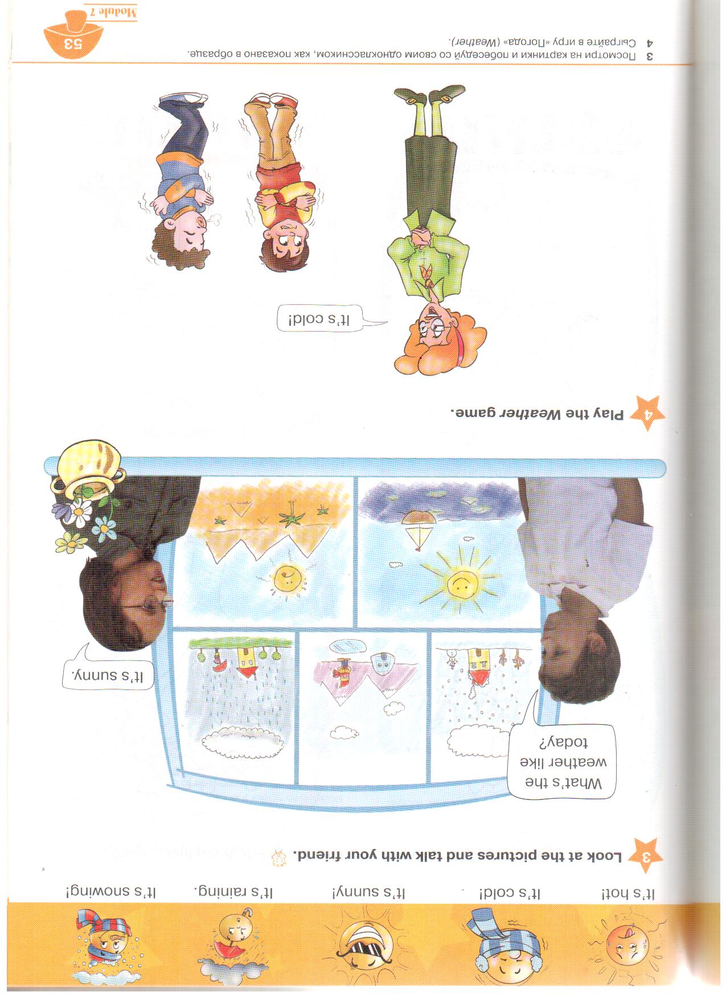 It's hot!
It's cold!
It's sunny!
It's raining.
It's snowing!
3 Look at the pictures and talk with your friend.
What's the
weather like
today?
It's sunny.
4 Play the Weather game.
It's cold!
3 Посмотри на картинки и побеседуй со своим одноклассником, как показано в образце.
4 Сыграйте в игру «Погода» (Weather).
53
Module 7